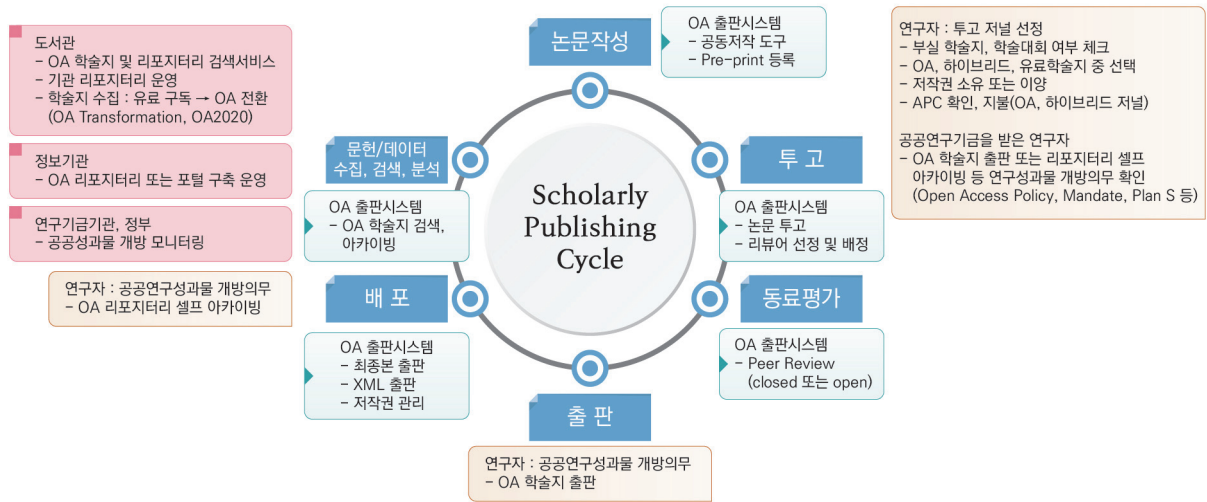 도서관
- OA 학술지 및 리포지터리 검색서비스
- 기관 리포지터리 운영
- 학술지 수집 : 유료 구독 → OA 전환
(OA Transformation, OA2020)
정보기관
- OA 리포지터리 또는 포털 구축 운영
연구기금기관, 정부
- 공공성과물 개방 모니터링
연구자 : 공공연구성과물 개방의무
- OA 리포지터리 셀프 아카이빙
논문작성
OA 출판시스템
- 공동저작 도구
- Pre-print 등록
문헌/데이터
수집, 검색, 분석
OA 출판시스템
- OA 학술지 검색,
아카이빙
Scholarly
Publishing
Cycle
투 고
OA 출판시스템
- 논문 투고
- 리뷰어 선정 및 배정
배 포
OA 출판시스템
- 최종본 출판
- XML 출판
- 저작권 관리
동료평가
OA 출판시스템
- Peer Review
(closed 또는 open)
출 판
연구자 : 공공연구성과물 개방의무
- OA 학술지 출판
연구자 : 투고 저널 선정
- 부실 학술지, 학술대회 여부 체크
- OA, 하이브리드, 유료학술지 중 선택
- 저작권 소유 또는 이양
- APC 확인, 지불(OA, 하이브리드 저널)
공공연구기금을 받은 연구자
- OA 학술지 출판 또는 리포지터리 셀프
아카이빙 등 연구성과물 개방의무 확인
(Open Access Policy, Mandate, Plan S 등)